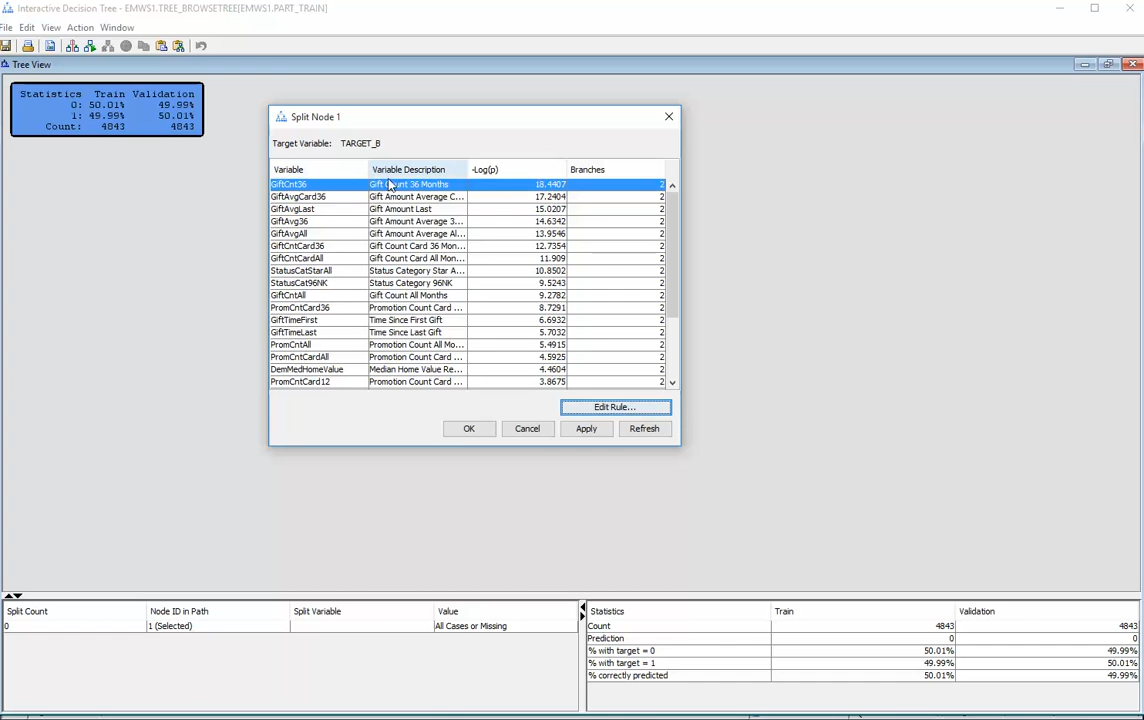 Interactive Decision Tree - EMWS1.TREE_BROWSETREE[EMWS1.PART_TRAIN]
File Edit View Action Window
Tree View
Statistics Train Validation
0: 50.01% 49.99%
1: 49.99% 50.01%
Count: 4843 4843
Split Node 1
Target Variable: TARGET_B
Variable Variable Description -Log(p) Branches
GiftCnt36 Gift Count 36 Months 18.4407 2
GiftAvgCard36 Gift Amount Average C... 17.2404 2
GiftAvgLast Gift Amount Last 15.0207 2
GiftAvg36 Gift Amount Average 3... 14.6342 2
GiftAvgAll Gift Amount Average Al... 13.9546 2
GiftCntCard36 Gift Count Card 36 Mon... 12.7354 2
GiftCntCardAll Gift Count Card All Mon... 11.909 2
StatusCatStarAll Status Category Star A... 10.8502 2
StatusCat96NK Status Category 96NK 9.5243 2
GiftCntAll Gift Count All Months 9.2782 2
PromCntCard36 Promotion Count Card ... 8.7291 2
GiftTimeFirst Time Since First Gift 6.6932 2
GiftTimeLast Time Since Last Gift 5.7032 2
PromCntAll Promotion Count All Mo... 5.4915 2
PromCntCardAll Promotion Count Card ... 4.5925 2
DemMedHomeValue Median Home Value Re... 4.4604 2
PromCntCard12 Promotion Count Card ... 3.8675 2
Edit Rule...
OK Cancel Apply Refresh
Split Count Node ID in Path Split Variable Value
0 1 (Selected) All Cases or Missing
Statistics Train Validation
Count 4843 4843
Prediction 0 0
% with target = 0 50.01% 49.99%
% with target = 1 49.99% 50.01%
% correctly predicted 50.01% 49.99%